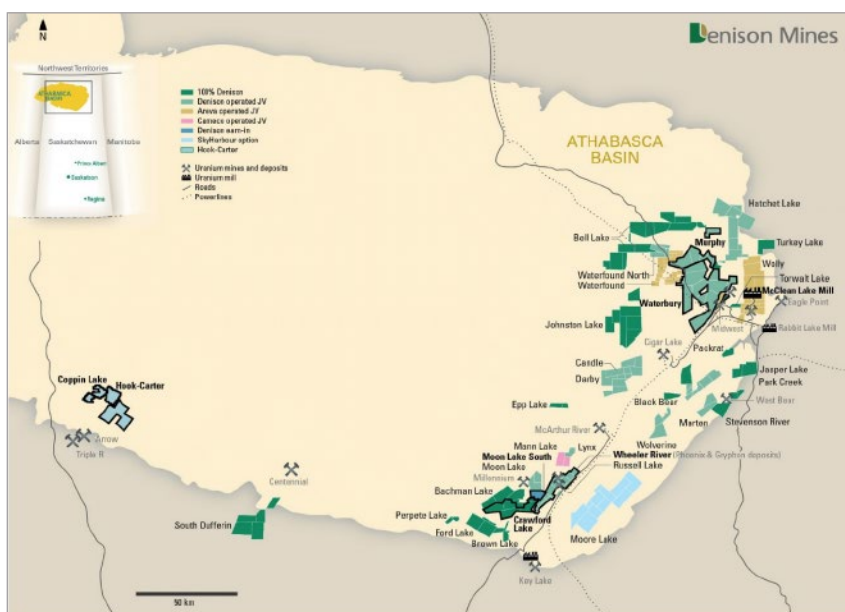 N
Denison Mines
Northwest Territories
ATHABASCA
BASIN
Alberta
Saskatchewan
Manitoba
Prince Albert
Saskatoon
Regina
100% Denison
Denison operated JV
Areva operated JV
Cameco operated JV
Denison earn-in
SkyHarbour option
Hook-Carter
Uranium mines and deposits
Uranium mill
Roads
Powerlines
ATHABASCA
BASIN
Hatchet Lake
Bell Lake
Murphy
Turkey Lake
Waterfound North
Wolly
Waterfound
Torwalt Lake
McClean Lake Mill
Waterbury
Eagle Point
Johnston Lake
Midwest
Rabbit Lake Mill
Cigar Lake
Packrat
Candle
Jasper Lake
Darby
Park Creek
Coppin Lake
Hook-Carter
Epp Lake
Black Bear
West Bear
Marten
Stevenson River
Arrow
McArthur River
Wolverine
Triple R
Mann Lake
Lynx
Moon Lake South
Wheeler River (Phoenix & Gryphon deposits)
Moon Lake
Russell Lake
Centennial
Millennium
Bachman Lake
South Dufferin
Perpete Lake
Crawford
Lake
Ford Lake
Brown Lake
Moore Lake
Key Lake
50 km